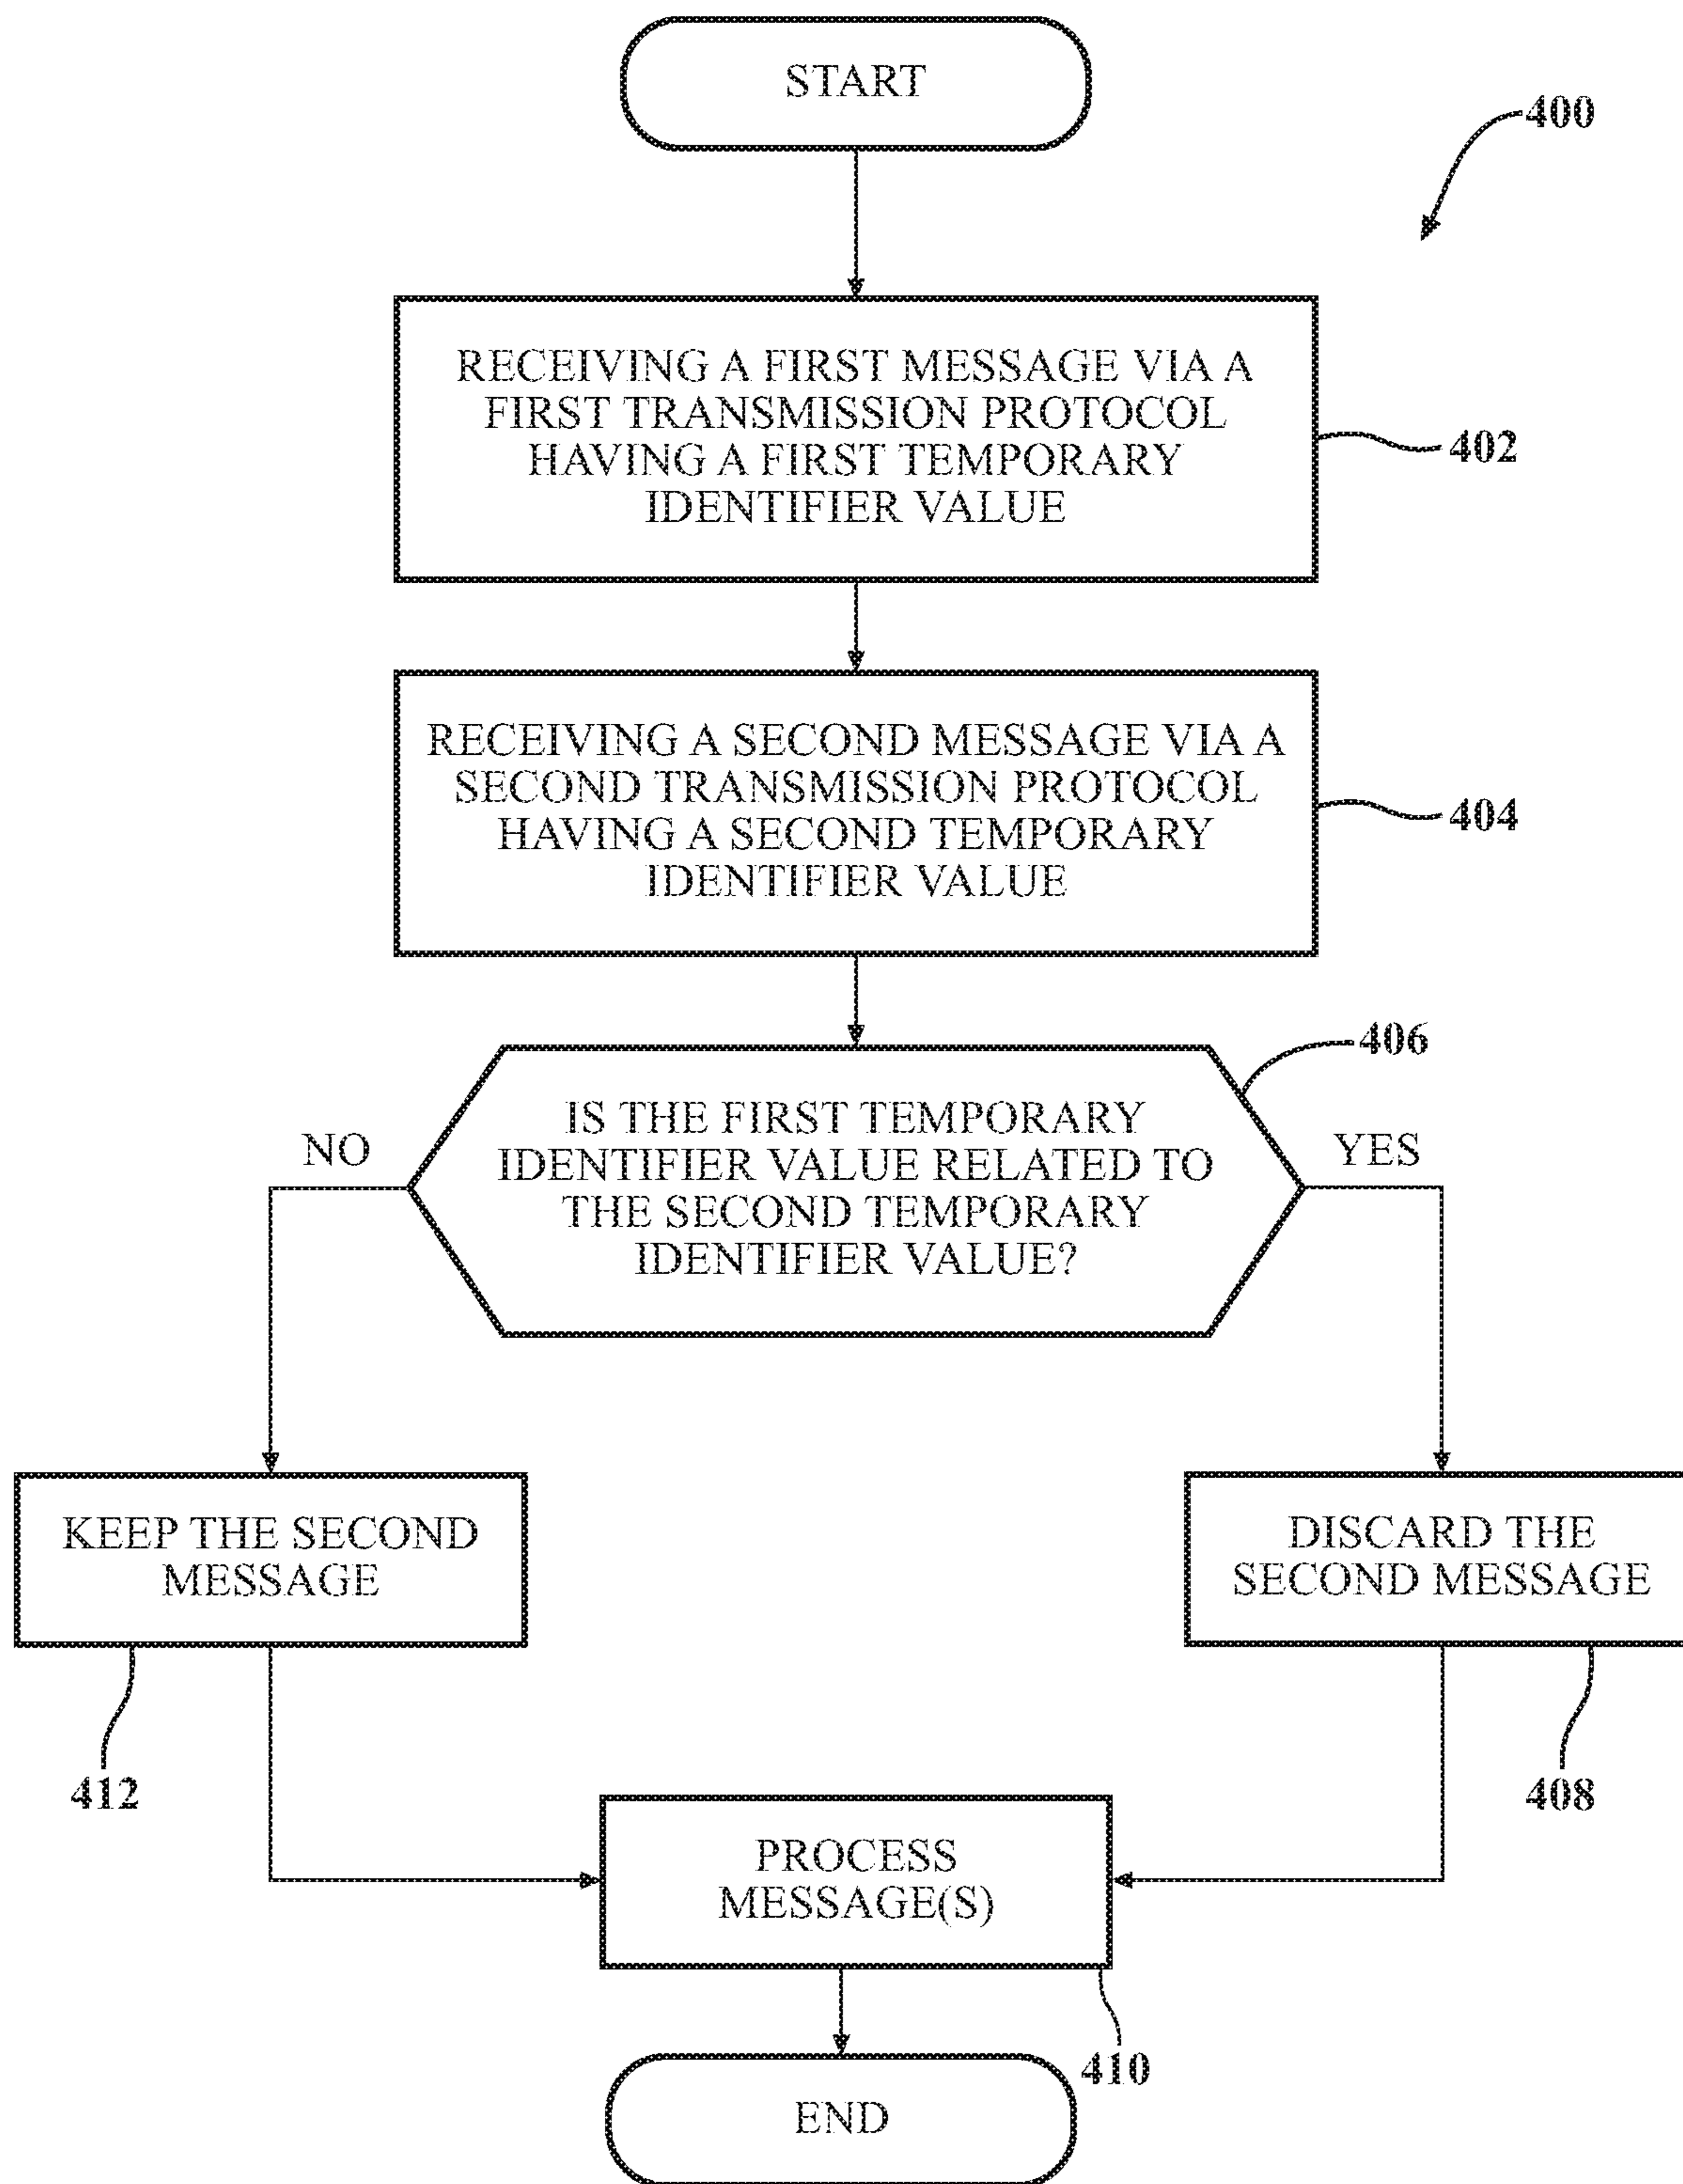 START
400
RECEIVING A FIRST MESSAGE VIA A
FIRST TRANSMISSION PROTOCOL
HAVING A FIRST TEMPORARY
IDENTIFIER VALUE
402
RECEIVING A SECOND MESSAGE VIA A
SECOND TRANSMISSION PROTOCOL
HAVING A SECOND TEMPORARY
IDENTIFIER VALUE
404
406
IS THE FIRST TEMPORARY
IDENTIFIER VALUE RELATED TO
THE SECOND TEMPORARY
IDENTIFIER VALUE?
NO
YES
KEEP THE SECOND
MESSAGE
412
DISCARD THE
SECOND MESSAGE
408
PROCESS
MESSAGE(S)
410
END